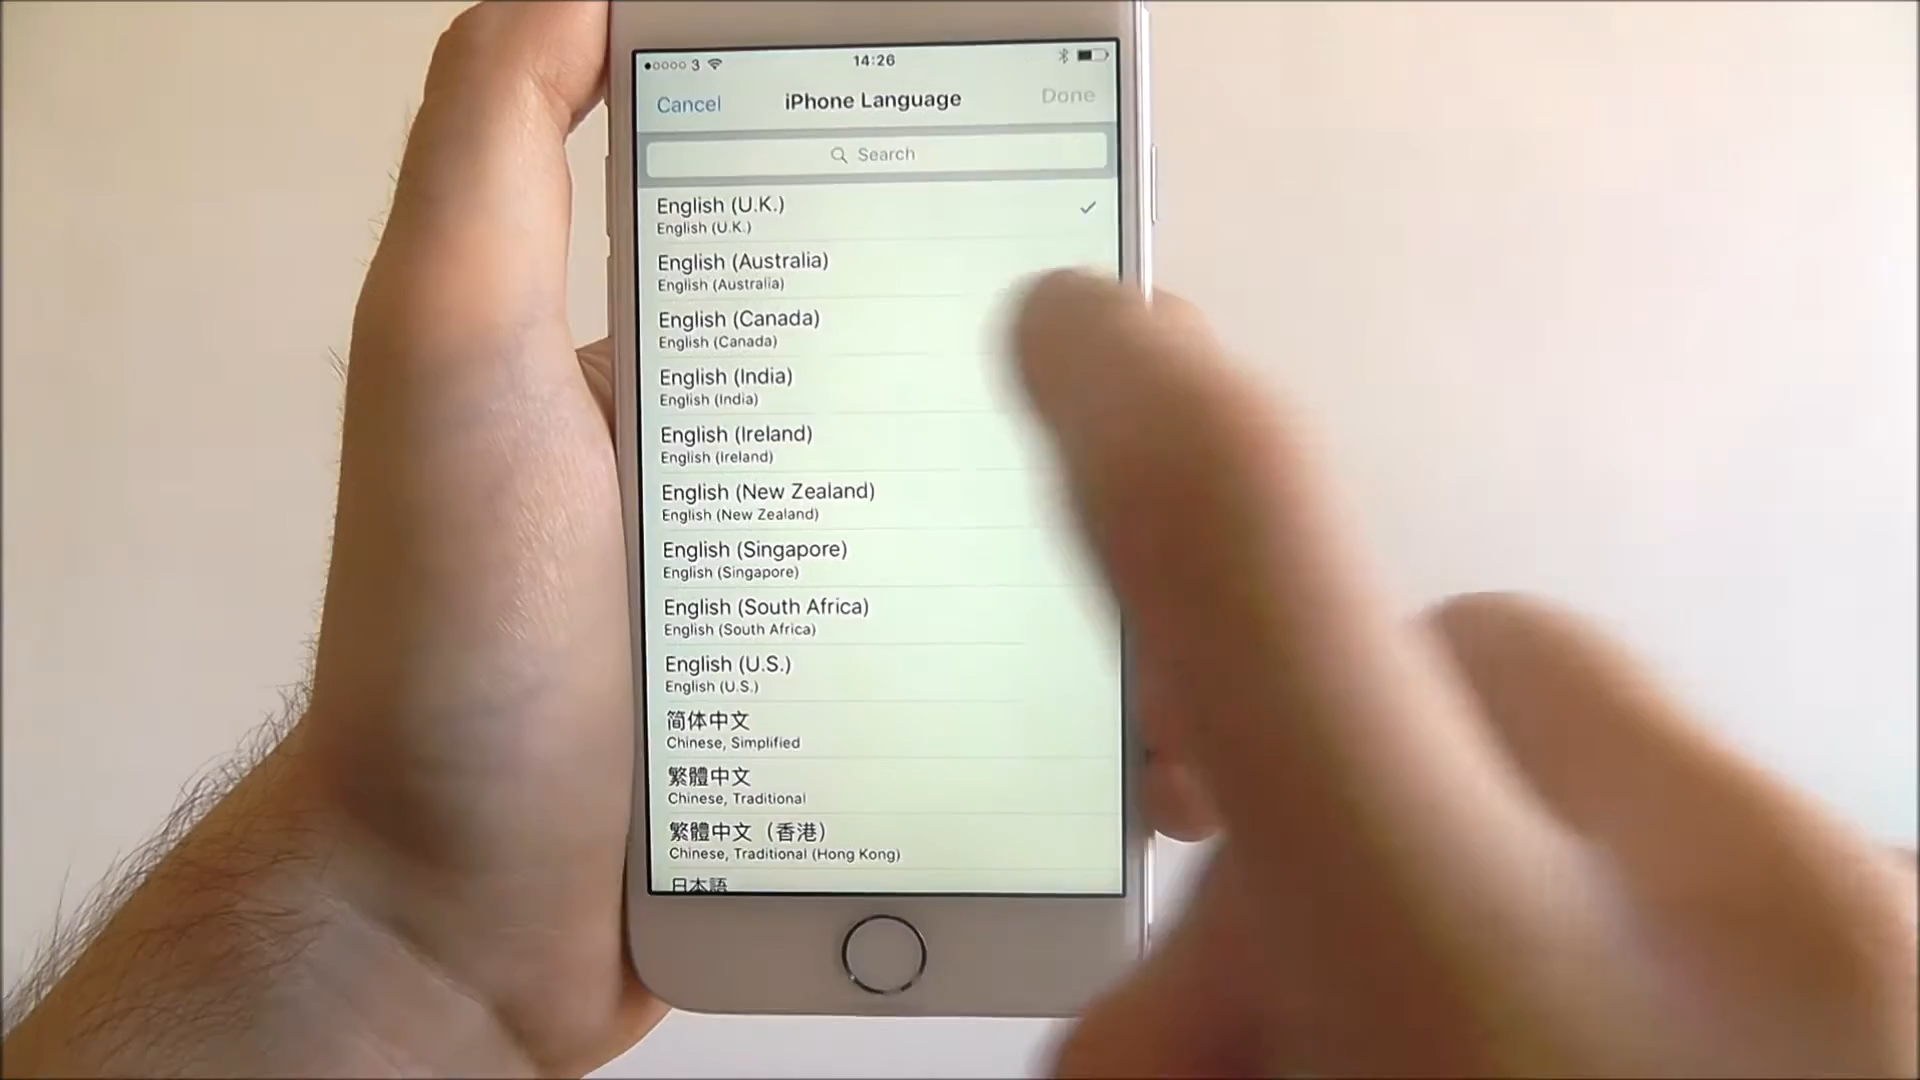 3 14:26
Cancel iPhone Language Done
Search
English (U.K.)
English (U.K.)
English (Australia)
English (Australia)
English (Canada)
English (Canada)
English (India)
English (India)
English (Ireland)
English (Ireland)
English (New Zealand)
English (New Zealand)
English (Singapore)
English (Singapore)
English (South Africa)
English (South Africa)
English (U.S.)
English (U.S.)
简体中文
Chinese, Simplified
繁體中文
Chinese, Traditional
繁體中文（香港）
Chinese, Traditional (Hong Kong)
日本語